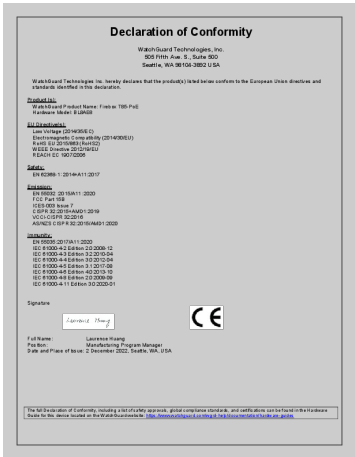 Declaration of Conformity
WatchGuard Technologies, Inc.
505 Fifth Ave. S., Suite 500
Seattle, WA 98104-3892 USA
WatchGuard Technologies Inc. hereby declares that the product(s) listed below conform to the European Union directives and
standards identified in this declaration.
Product (s):
WatchGuard Product Name: Firebox T85-PoE
Hardware Model: BL8AE8
EU Directive(s):
Low Voltage (2014/35/EC)
Electromagnetic Compatibility (2014/30/EU)
RoHS EU 2015/863 (RoHS2)
WEEE Directive 2012/19/EU
REACH EC 1907/2006
Safety:
EN 62368-1: 2014+A11:2017
Emission:
EN 55032 :2015/A11 :2020
FCC Part 15B
ICES-003 Issue 7
CISPR 32:2015+AMD1:2019
VCCI-CISPR 32:2016
AS/NZS CISPR 32:2015/AMD1:2020
Immunity:
EN 55035:2017/A11:2020
IEC 61000-4-2 Edition 2.0 2008-12
IEC 61000-4-3 Edition 3.2 2010-04
IEC 61000-4-4 Edition 3.0 2012-04
IEC 61000-4-5 Edition 3.1 2017-08
IEC 61000-4-6 Edition 4.0 2013-10
IEC 61000-4-8 Edition 2.0 2009-09
IEC 61000-4-11 Edition 3.0 2020-01
Signature
Laurence Huang
CE
Full Name: Laurence Huang
Position: Manufacturing Program Manager
Date and Place of Issue: 2 December 2022, Seattle, WA, USA
The full Declaration of Conformity, including a list of safety approvals, global compliance standards, and certifications can be found in the Hardware
Guide for this device located on the WatchGuard website: https://www.watchguard.com/wgrd-help/documentation/hardware-guides